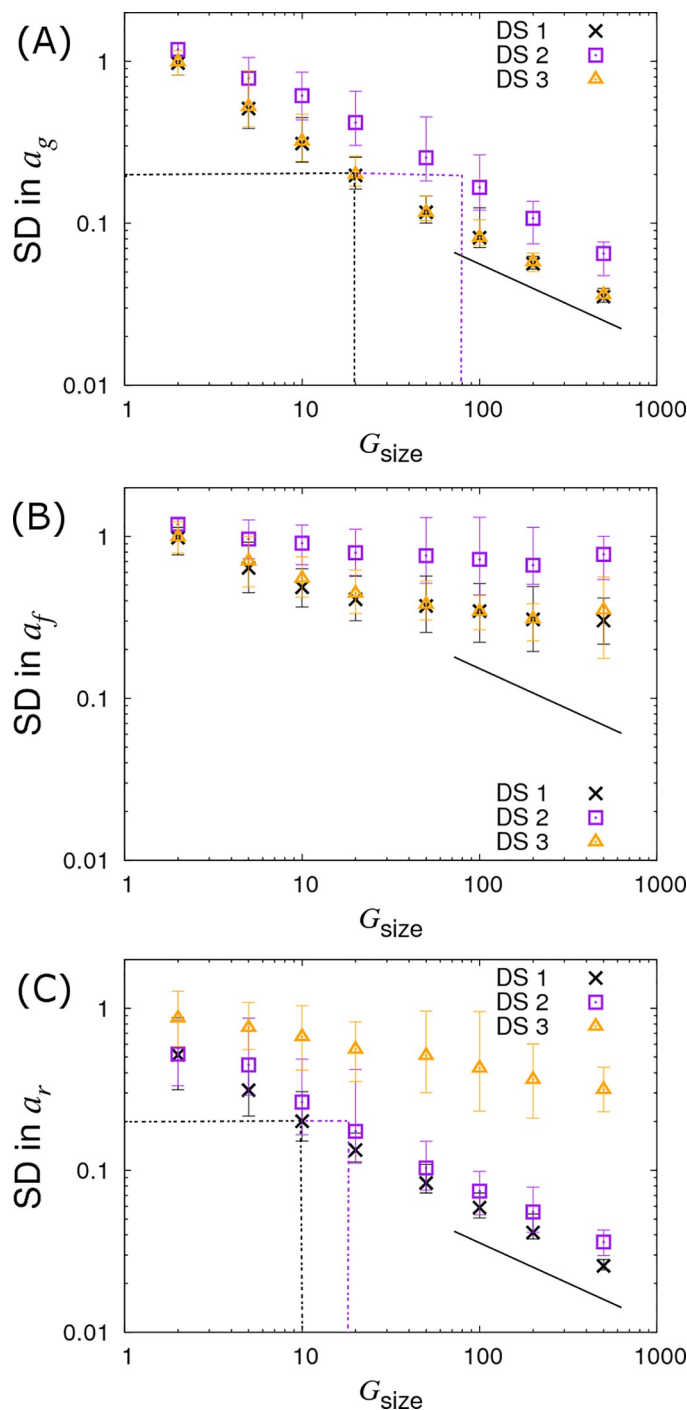 (A)
DS 1
DS 2
DS 3
1
0.1
0.01
SD in a_g
1 10 100 1000
G_size
(B)
1
0.1
0.01
SD in a_f
DS 1
DS 2
DS 3
1 10 100 1000
G_size
(C)
DS 1
DS 2
DS 3
1
0.1
0.01
SD in a_r
1 10 100 1000
G_size